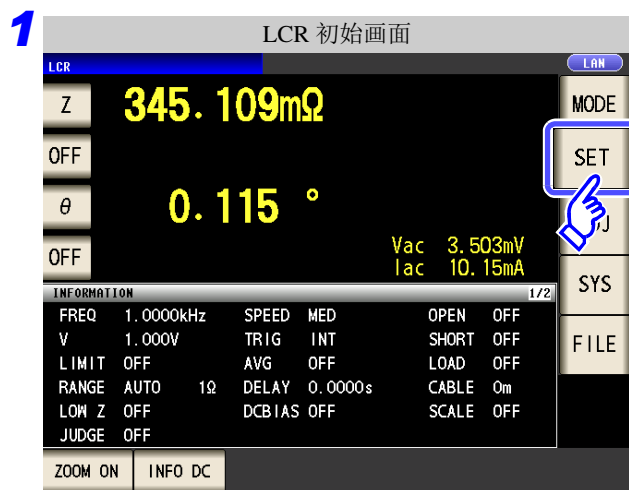 1
LCR 初始画面
LCR
LAN
Z 345.109mΩ
MODE
OFF
SET
θ 0.115 °
OFF
Vac 3.503mV
Iac 10.15mA
SYS
INFORMATION 1/2
FREQ 1.0000kHz SPEED MED OPEN OFF
V 1.000V TRIG INT SHORT OFF
FILE
LIMIT OFF AVG OFF LOAD OFF
RANGE AUTO 1Ω DELAY 0.0000s CABLE 0m
LOW Z OFF DCBIAS OFF SCALE OFF
JUDGE OFF
ZOOM ON INFO DC